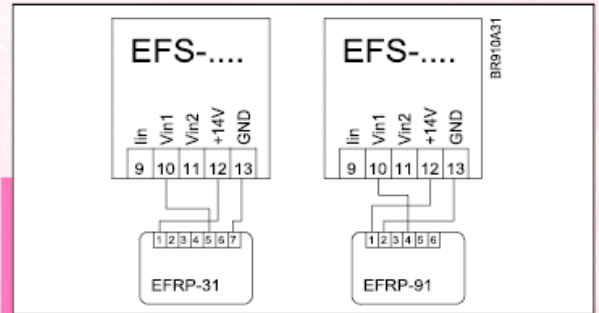 EFS-....
Iin
Vin1
Vin2
+14V
GND
9 10 11 12 13
1 2 3 4 5 6 7
EFRP-31
EFS-....
Iin
Vin1
Vin2
+14V
GND
9 10 11 12 13
1 2 3 4 5 6
EFRP-91
BR910A31